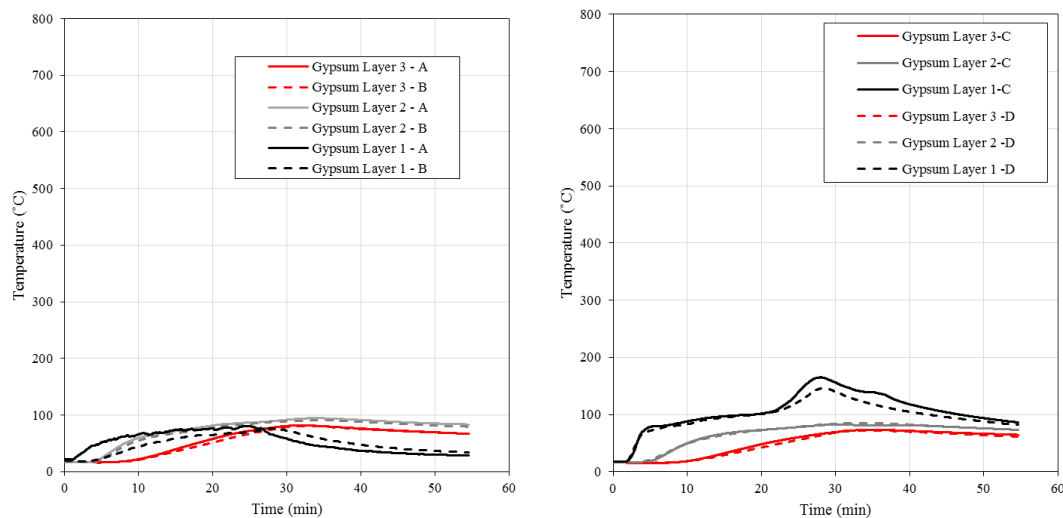 800
700
600
500
400
300
200
100
0
Temperature (˚C)
0 10 20 30 40 50 60
Time (min)
Gypsum Layer 3 - A
Gypsum Layer 3 - B
Gypsum Layer 2 - A
Gypsum Layer 2 - B
Gypsum Layer 1 - A
Gypsum Layer 1 - B
800
700
600
500
400
300
200
100
0
Temperature (˚C)
0 10 20 30 40 50 60
Time (min)
Gypsum Layer 3-C
Gypsum Layer 2-C
Gypsum Layer 1-C
Gypsum Layer 3 -D
Gypsum Layer 2 -D
Gypsum Layer 1 -D